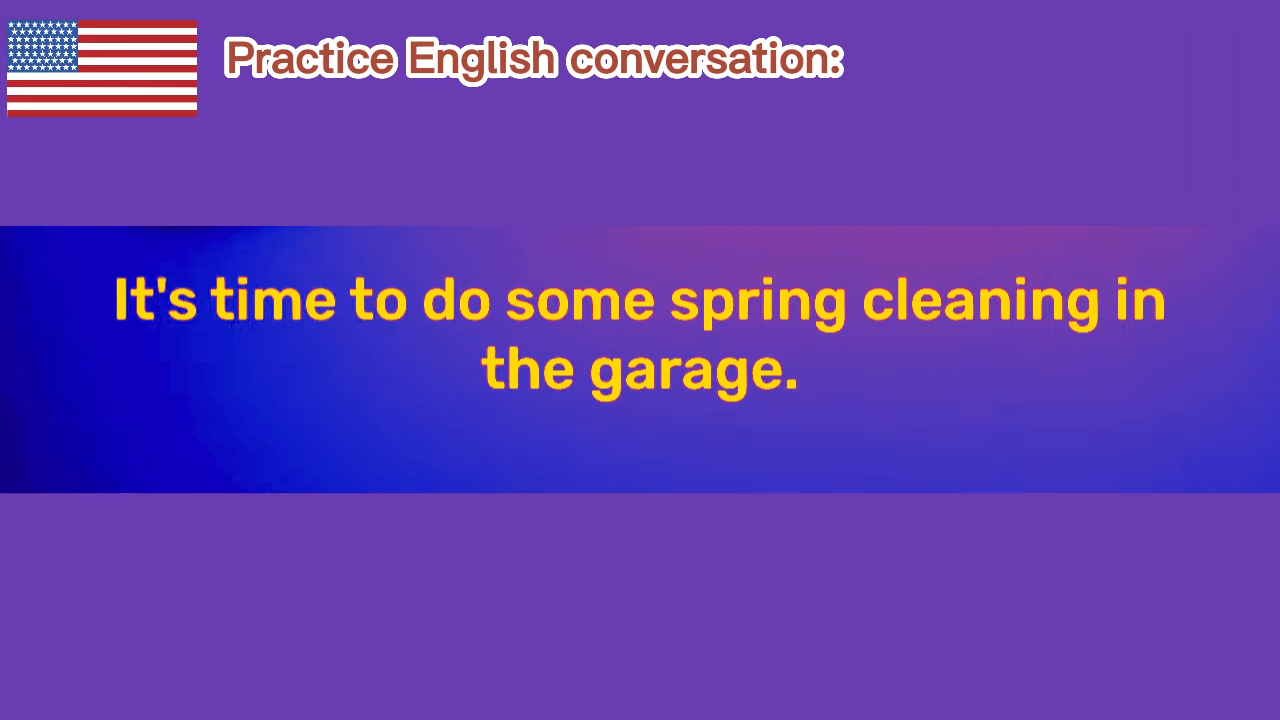 Practice English conversation:
It's time to do some spring cleaning in
the garage.